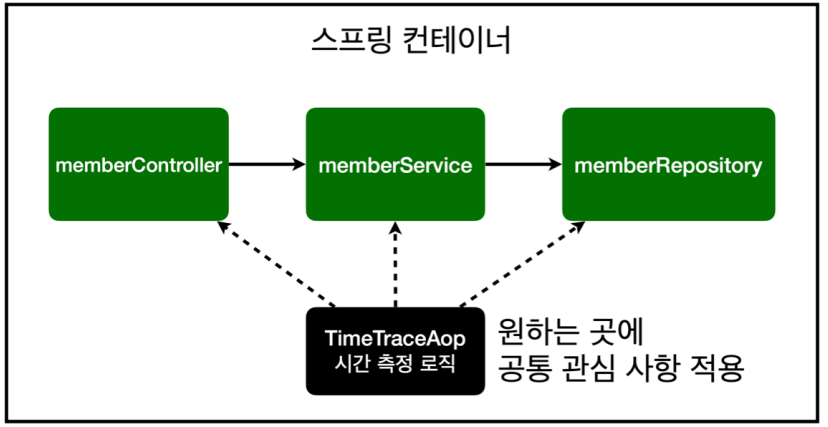 스프링 컨테이너
memberController
memberService
memberRepository
TimeTraceAop
시간 측정 로직
원하는 곳에
공통 관심 사항 적용